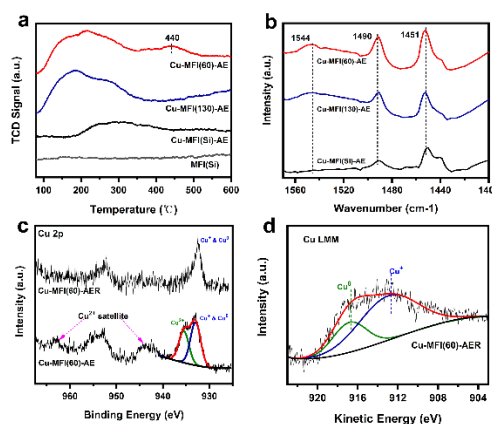 a
TCD Signal (a.u.)
440
Cu-MFI(60)-AE
Cu-MFI(130)-AE
Cu-MFI(Si)-AE
MFI(Si)
100 200 300 400 500 600
Temperature (℃)
b
Intensity (a.u.)
1544
1490
1451
Cu-MFI(60)-AE
Cu-MFI(130)-AE
Cu-MFI(Si)-AE
1560 1520 1480 1440 140
Wavenumber (cm-1)
c
Cu 2p
Intensity (a.u.)
Cu⁺ & Cu⁰
Cu-MFI(60)-AER
Cu²⁺ satellite
Cu²⁺
Cu⁺ & Cu⁰
Cu-MFI(60)-AE
960 950 940 930
Binding Energy (eV)
d
Cu LMM
Intensity (a.u.)
Cu⁰
Cu⁺
Cu-MFI(60)-AER
920 916 912 908 904
Kinetic Energy (eV)